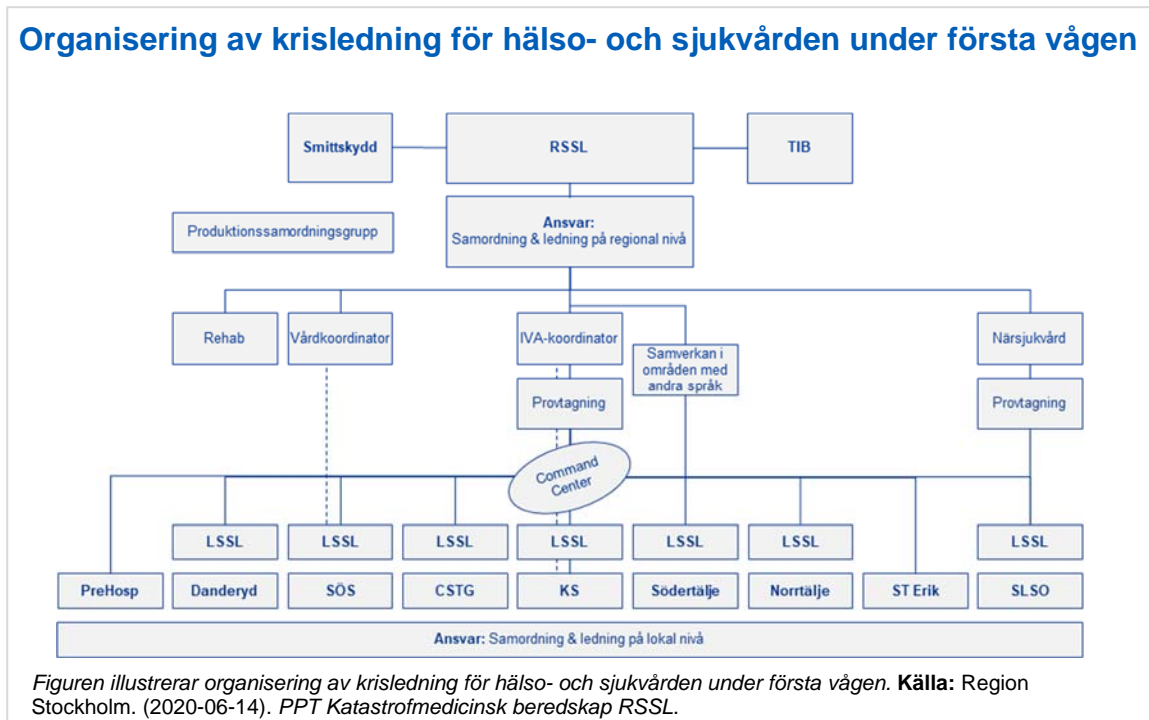 Organisering av krisledning för hälso- och sjukvården under första vågen
Smittskydd
RSSL
TIB
Produktionssamordningsgrupp
Ansvar:
Samordning & ledning på regional nivå
Rehab
Vårdkoordinator
IVA-koordinator
Samverkan i
områden med
andra språk
Närsjukvård
Provtagning
Provtagning
Command
Center
LSSL
LSSL
LSSL
LSSL
LSSL
LSSL
LSSL
PreHosp
Danderyd
SÖS
CSTG
KS
Södertälje
Norrtälje
ST Erik
SLSO
Ansvar: Samordning & ledning på lokal nivå
Figuren illustrerar organisering av krisledning för hälso- och sjukvården under första vågen. Källa: Region
Stockholm. (2020-06-14). PPT Katastrofmedicinsk beredskap RSSL.